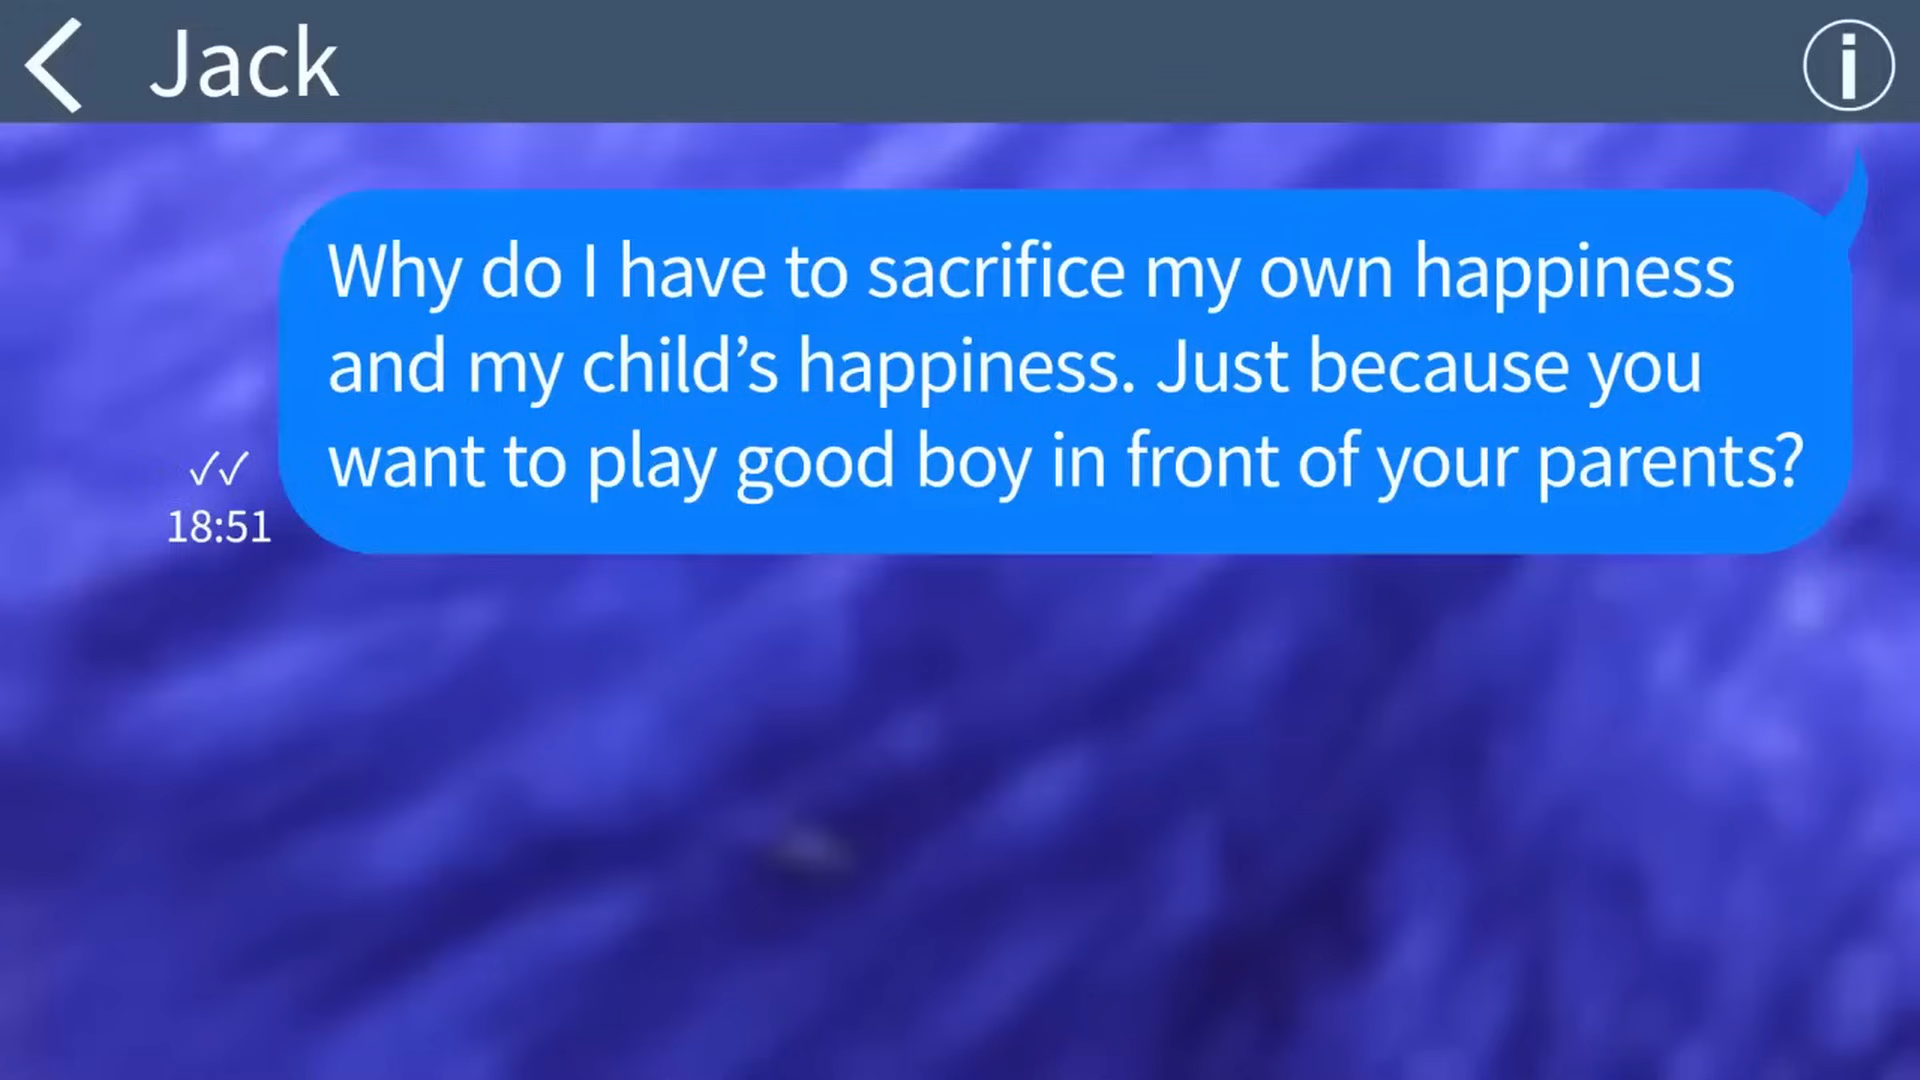 Jack
Why do I have to sacrifice my own happiness
and my child’s happiness. Just because you
want to play good boy in front of your parents?
✓✓
18:51